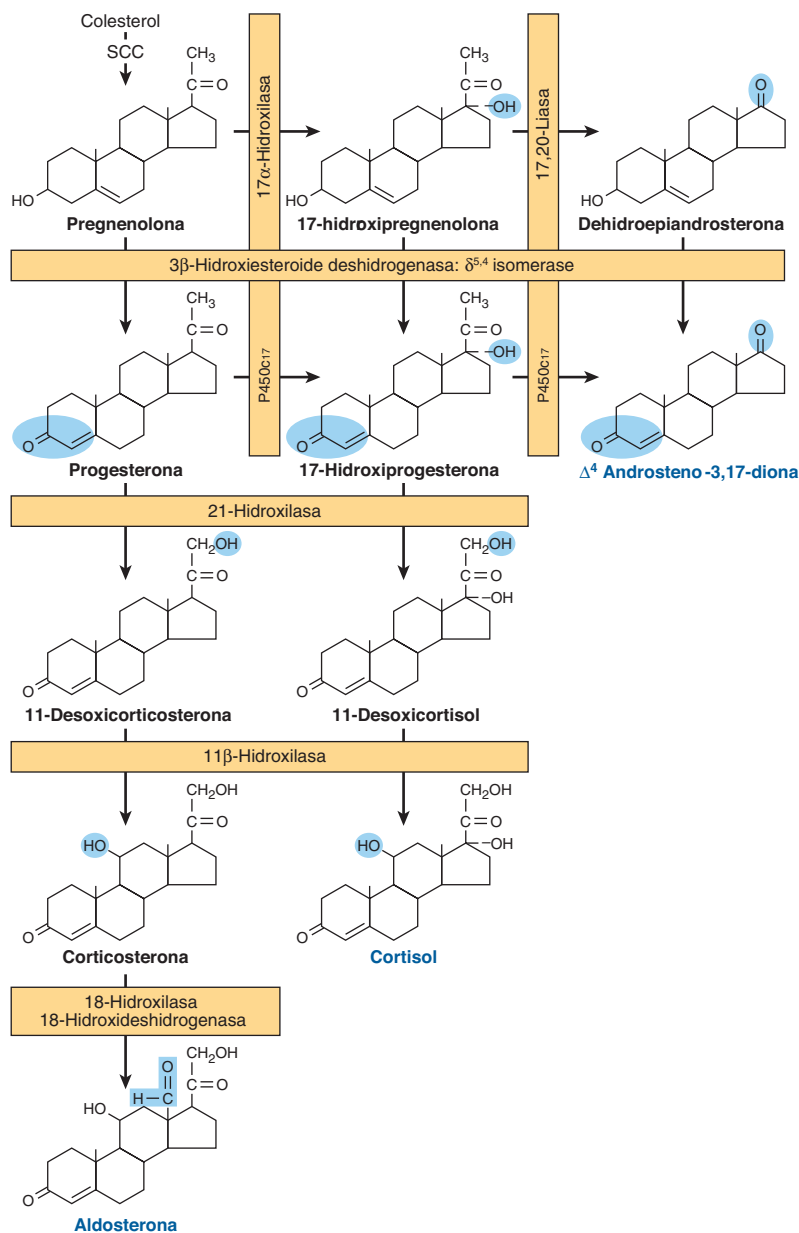 Colesterol
SCC
CH3
C=O
HO
Pregnenolona
17α-Hidroxilasa
CH3
C=O
OH
HO
17-hidroxipregnenolona
17,20-Liasa
O
HO
Dehidroepiandrosterona
3β-Hidroxiesteroide deshidrogenasa: δ5,4 isomerase
CH3
C=O
O
Progesterona
P450c17
CH3
C=O
OH
O
17-Hidroxiprogesterona
P450c17
O
O
Δ4 Androsteno-3,17-diona
21-Hidroxilasa
CH2OH
C=O
O
11-Desoxicorticosterona
CH2OH
C=O
OH
O
11-Desoxicortisol
11β-Hidroxilasa
CH2OH
C=O
HO
O
Corticosterona
CH2OH
C=O
OH
HO
O
Cortisol
18-Hidroxilasa
18-Hidroxideshidrogenasa
O
CH2OH
H-C
C=O
HO
O
Aldosterona